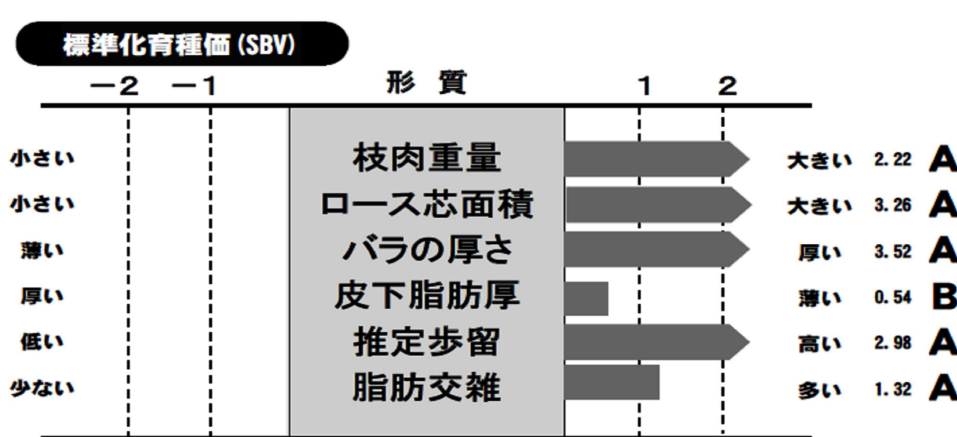 標準化育種価(SBV)
－2 －1 形 質 1 2
小さい 枝肉重量 大きい 2.22 A
小さい ロース芯面積 大きい 3.26 A
薄い バラの厚さ 厚い 3.52 A
厚い 皮下脂肪厚 薄い 0.54 B
低い 推定歩留 高い 2.98 A
少ない 脂肪交雑 多い 1.32 A